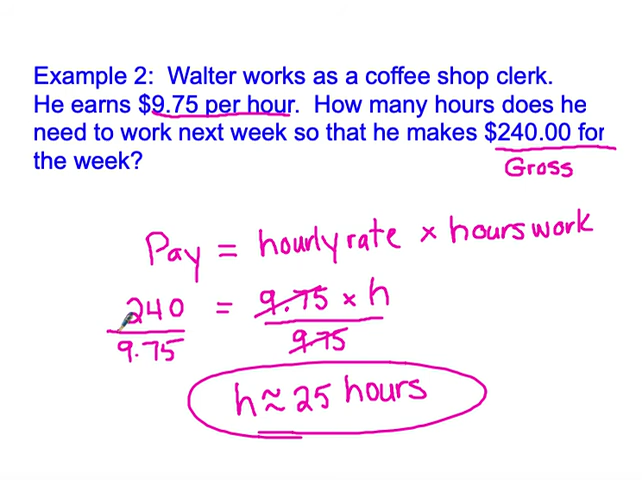 Example 2:  Walter works as a coffee shop clerk.
He earns $9.75 per hour.  How many hours does he
need to work next week so that he makes $240.00 for
the week?
Gross
Pay = hourly rate × hours work
240 = 9.75 × h
9.75 9.75
h ≈ 25 hours